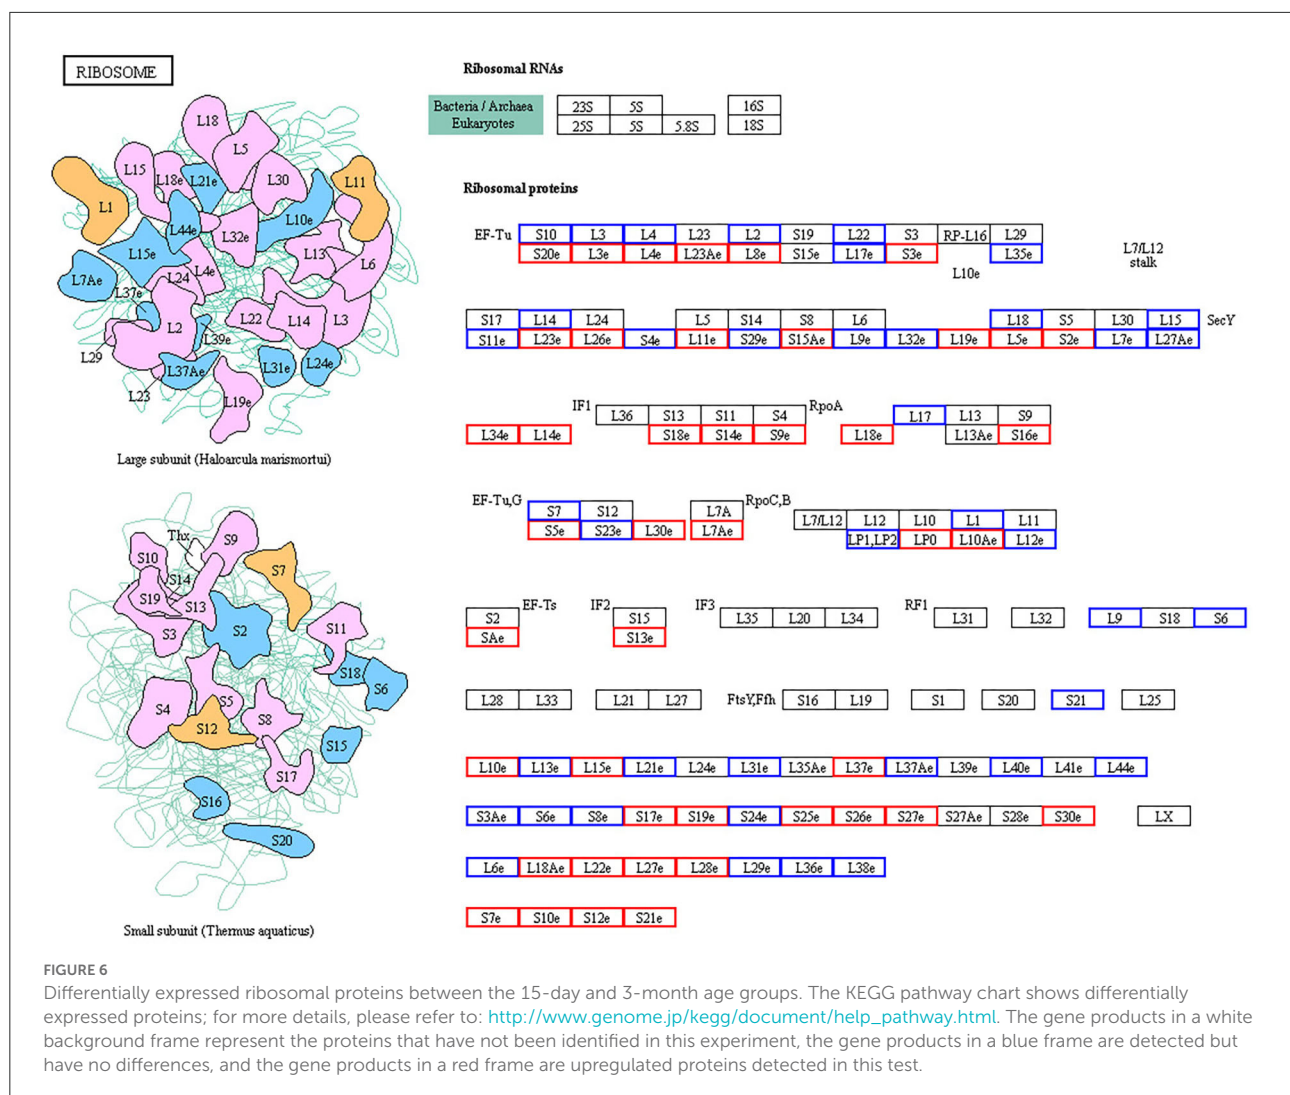 RIBOSOME
L18
L5
L15
L18e
L21e
L30
L11
L1
L10e
L44e
L32e
L15e
L13
L6
L7Ae
L24
L4e
L37e
L2
L22
L14
L3
L39e
L29
L37Ae
L31e
L24e
L23
L19e
Large subunit (Haloarcula marismortui)
Thx
S9
S10
S14
S7
S19
S13
S3
S2
S11
S18
S6
S4
S5
S12
S8
S15
S17
S16
S20
Small subunit (Thermus aquaticus)
Ribosomal RNAs
Bacteria / Archaea 23S 5S 16S
Eukaryotes 25S 5S 5.8S 18S
Ribosomal proteins
EF-Tu S10 L3 L4 L23 L2 S19 L22 S3 RP-L16 L29
S20e L3e L4e L23Ae L8e S15e L17e S3e L35e
L10e
L7/L12
stalk
S17 L14 L24 L5 S14 S8 L6 L18 S5 L30 L15 SecY
S11e L23e L26e S4e L11e S29e S15Ae L9e L32e L19e L5e S2e L7e L27Ae
IF1 L36 S13 S11 S4 RpoA L17 L13 S9
L34e L14e S18e S14e S9e L18e L13Ae S16e
EF-Tu,G S7 S12 L7A RpoC,B L7/L12 L12 L10 L1 L11
S5e S23e L30e L7Ae LP1,LP2 LP0 L10Ae L12e
S2 EF-Ts IF2 S15 IF3 L35 L20 L34 RF1 L31 L32 L9 S18 S6
SAe S13e
L28 L33 L21 L27 FtsY,Ffh S16 L19 S1 S20 S21 L25
L10e L13e L15e L21e L24e L31e L35Ae L37e L37Ae L39e L40e L41e L44e
S3Ae S6e S8e S17e S19e S24e S25e S26e S27e S27Ae S28e S30e LX
L6e L18Ae L22e L27e L28e L29e L36e L38e
S7e S10e S12e S21e
FIGURE 6
Differentially expressed ribosomal proteins between the 15-day and 3-month age groups. The KEGG pathway chart shows differentially
expressed proteins; for more details, please refer to: http://www.genome.jp/kegg/document/help_pathway.html. The gene products in a white
background frame represent the proteins that have not been identified in this experiment, the gene products in a blue frame are detected but
have no differences, and the gene products in a red frame are upregulated proteins detected in this test.